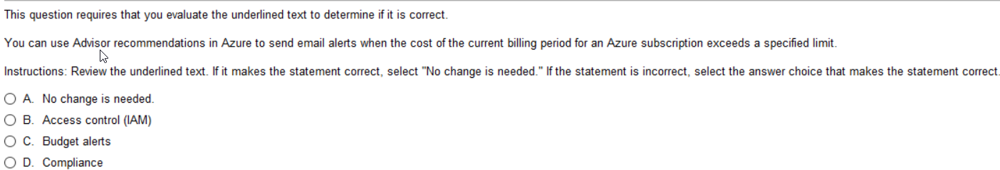 This question requires that you evaluate the underlined text to determine if it is correct.
You can use Advisor recommendations in Azure to send email alerts when the cost of the current billing period for an Azure subscription exceeds a specified limit.
Instructions: Review the underlined text. If it makes the statement correct, select "No change is needed." If the statement is incorrect, select the answer choice that makes the statement correct.
A. No change is needed.
B. Access control (IAM)
C. Budget alerts
D. Compliance